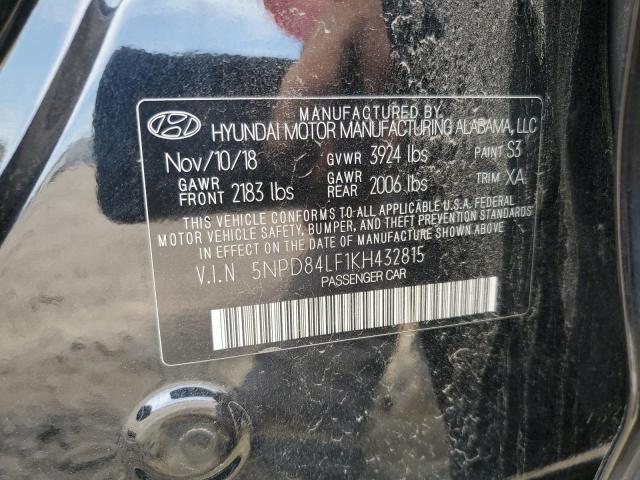 MANUFACTURED BY
HYUNDAI MOTOR MANUFACTURING ALABAMA, LLC
Nov/10/18 GVWR 3924 lbs PAINT S3
GAWR FRONT 2183 lbs GAWR REAR 2006 lbs TRIM XA
THIS VEHICLE CONFORMS TO ALL APPLICABLE U.S.A. FEDERAL
MOTOR VEHICLE SAFETY, BUMPER, AND THEFT PREVENTION STANDARDS
IN EFFECT ON THE DATE OF MANUFACTURE SHOWN ABOVE.
V.I.N 5NPD84LF1KH432815
PASSENGER CAR